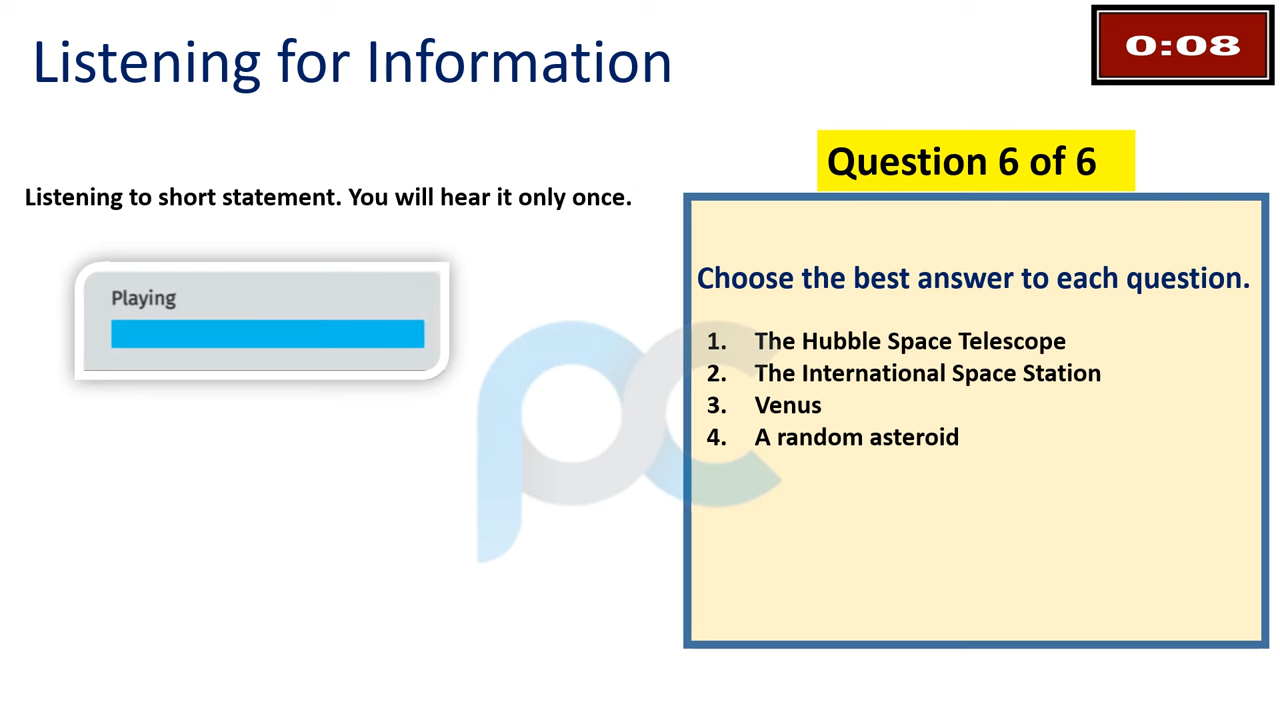 Listening for Information
0:08
Question 6 of 6
Listening to short statement. You will hear it only once.
Playing
Choose the best answer to each question.
1. The Hubble Space Telescope
2. The International Space Station
3. Venus
4. A random asteroid
pc